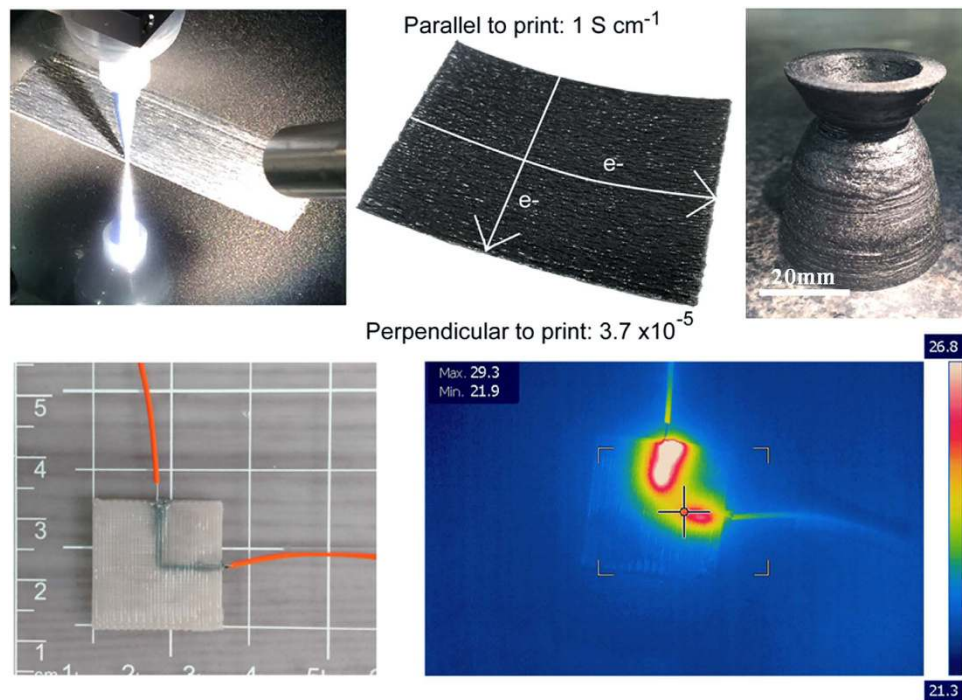 Parallel to print: 1 S cm⁻¹
e-
e-
20mm
Perpendicular to print: 3.7 x10⁻⁵
5
4
3
2
1
cm 1 2 3 4 5
Max. 29.3
Min. 21.9
26.8
21.3